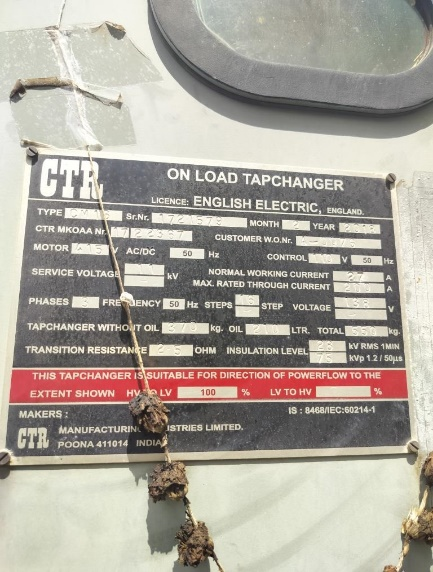 CTR
ON LOAD TAPCHANGER
LICENCE: ENGLISH ELECTRIC, ENGLAND.
TYPE Sr.Nr. MONTH YEAR
CTR MKOAA No. CUSTOMER W.O.Nr.
MOTOR AC/DC 50 Hz CONTROL V 50 Hz
SERVICE VOLTAGE kV NORMAL WORKING CURRENT A
MAX. RATED THROUGH CURRENT A
PHASES FREQUENCY 50 Hz STEPS STEP VOLTAGE V
TAPCHANGER WITHOUT OIL kg. OIL LTR. TOTAL kg.
TRANSITION RESISTANCE OHM INSULATION LEVEL kV RMS 1MIN
kVp 1.2 / 50µs
THIS TAPCHANGER IS SUITABLE FOR DIRECTION OF POWERFLOW TO THE
EXTENT SHOWN HV TO LV 100 % LV TO HV %
MAKERS : IS : 8468/IEC:60214-1
CTR MANUFACTURING INDUSTRIES LIMITED.
POONA 411014 INDIA